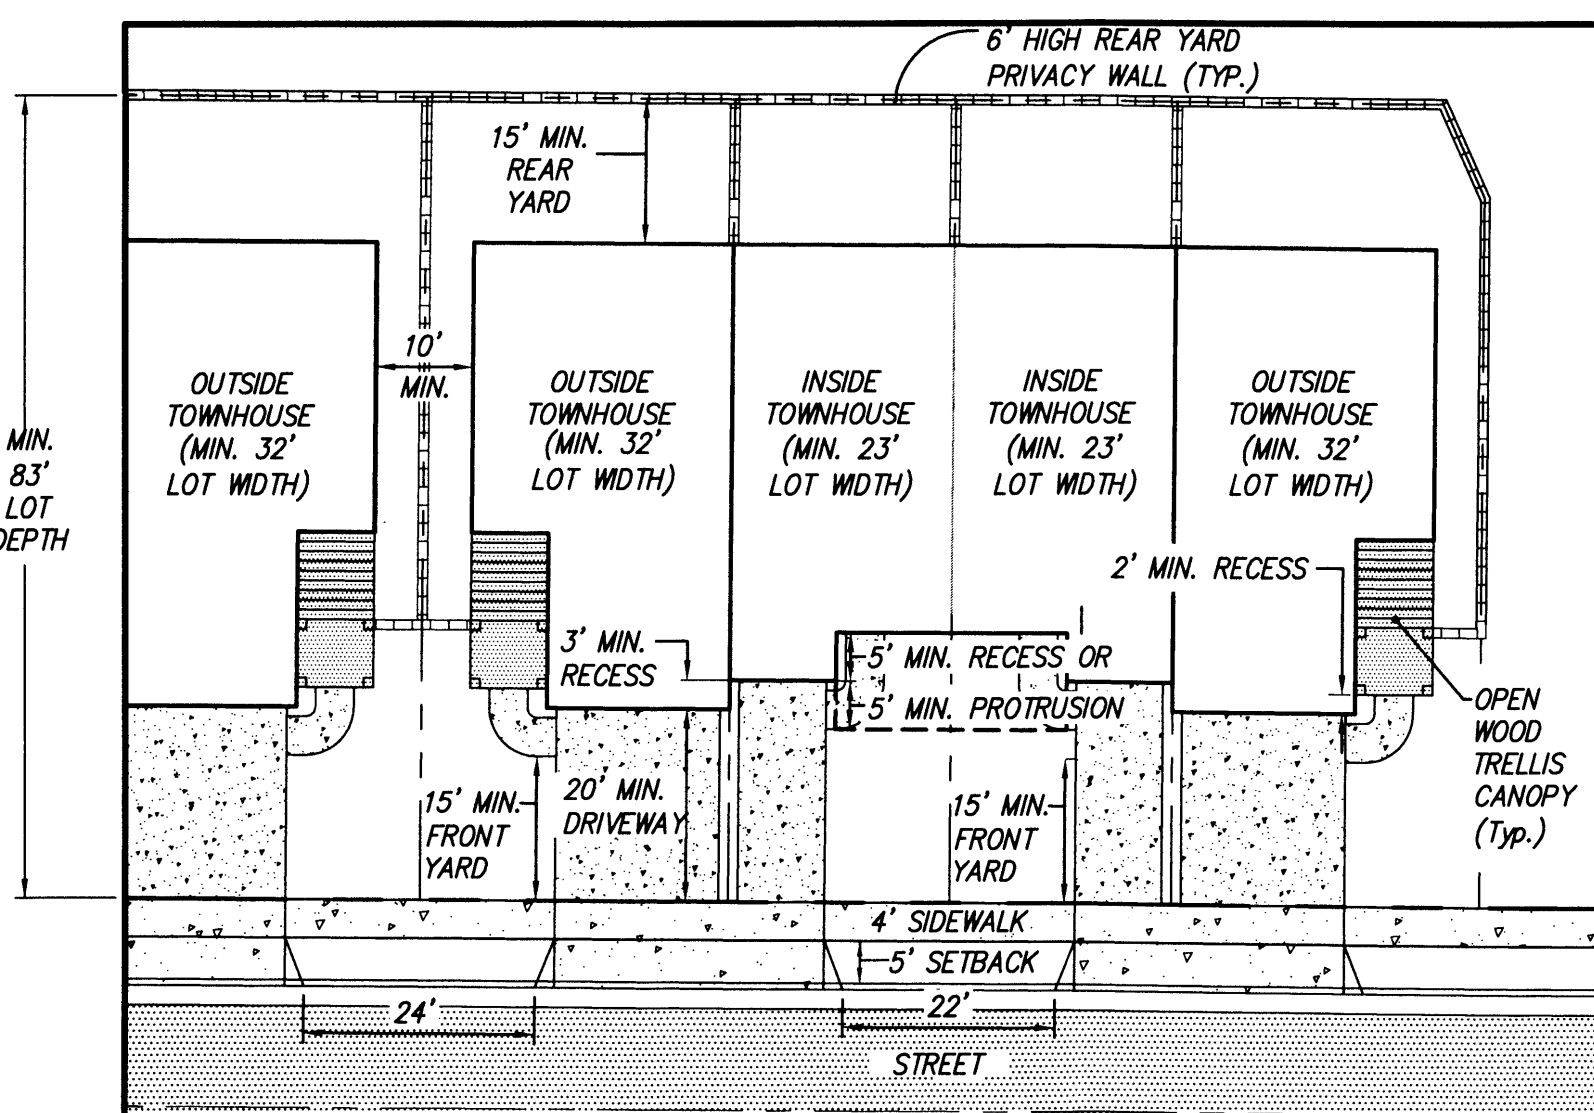 6' HIGH REAR YARD
PRIVACY WALL (TYP.)
15' MIN.
REAR
YARD
10'
MIN.
MIN.
83'
LOT
DEPTH
OUTSIDE
TOWNHOUSE
(MIN. 32'
LOT WIDTH)
OUTSIDE
TOWNHOUSE
(MIN. 32'
LOT WIDTH)
INSIDE
TOWNHOUSE
(MIN. 23'
LOT WIDTH)
INSIDE
TOWNHOUSE
(MIN. 23'
LOT WIDTH)
OUTSIDE
TOWNHOUSE
(MIN. 32'
LOT WIDTH)
2' MIN. RECESS
3' MIN.
RECESS
5' MIN. RECESS OR
5' MIN. PROTRUSION
OPEN
WOOD
TRELLIS
CANOPY
(Typ.)
15' MIN.
FRONT
YARD
20' MIN.
DRIVEWAY
15' MIN.
FRONT
YARD
4' SIDEWALK
5' SETBACK
24'
22'
STREET